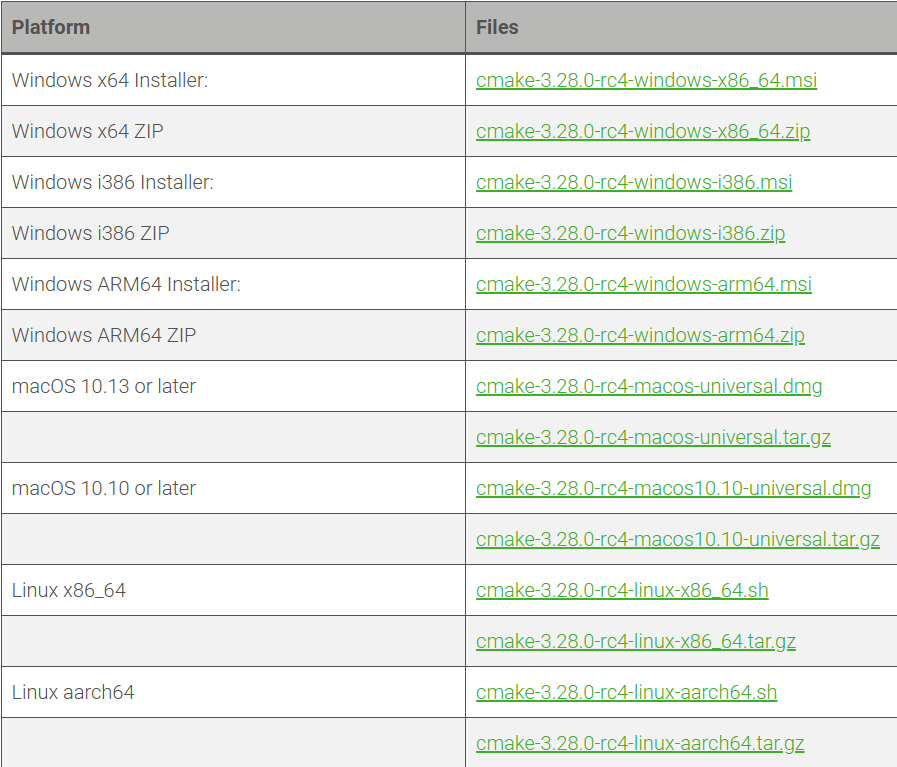 Platform Files
Windows x64 Installer: cmake-3.28.0-rc4-windows-x86_64.msi
Windows x64 ZIP cmake-3.28.0-rc4-windows-x86_64.zip
Windows i386 Installer: cmake-3.28.0-rc4-windows-i386.msi
Windows i386 ZIP cmake-3.28.0-rc4-windows-i386.zip
Windows ARM64 Installer: cmake-3.28.0-rc4-windows-arm64.msi
Windows ARM64 ZIP cmake-3.28.0-rc4-windows-arm64.zip
macOS 10.13 or later cmake-3.28.0-rc4-macos-universal.dmg
cmake-3.28.0-rc4-macos-universal.tar.gz
macOS 10.10 or later cmake-3.28.0-rc4-macos10.10-universal.dmg
cmake-3.28.0-rc4-macos10.10-universal.tar.gz
Linux x86_64 cmake-3.28.0-rc4-linux-x86_64.sh
cmake-3.28.0-rc4-linux-x86_64.tar.gz
Linux aarch64 cmake-3.28.0-rc4-linux-aarch64.sh
cmake-3.28.0-rc4-linux-aarch64.tar.gz